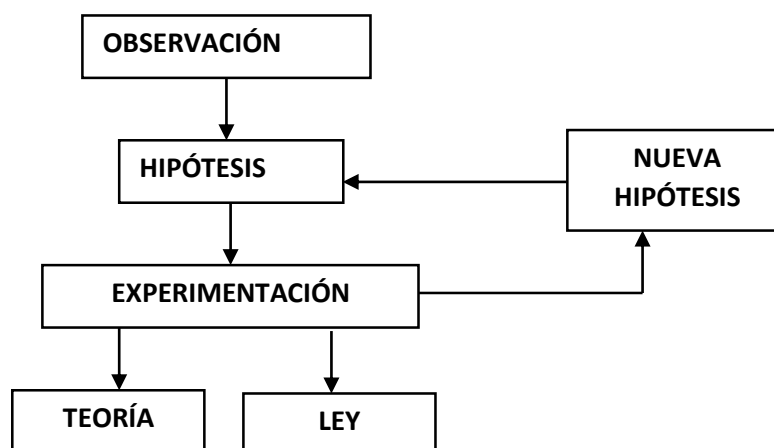 OBSERVACIÓN
HIPÓTESIS
NUEVA
HIPÓTESIS
EXPERIMENTACIÓN
TEORÍA
LEY